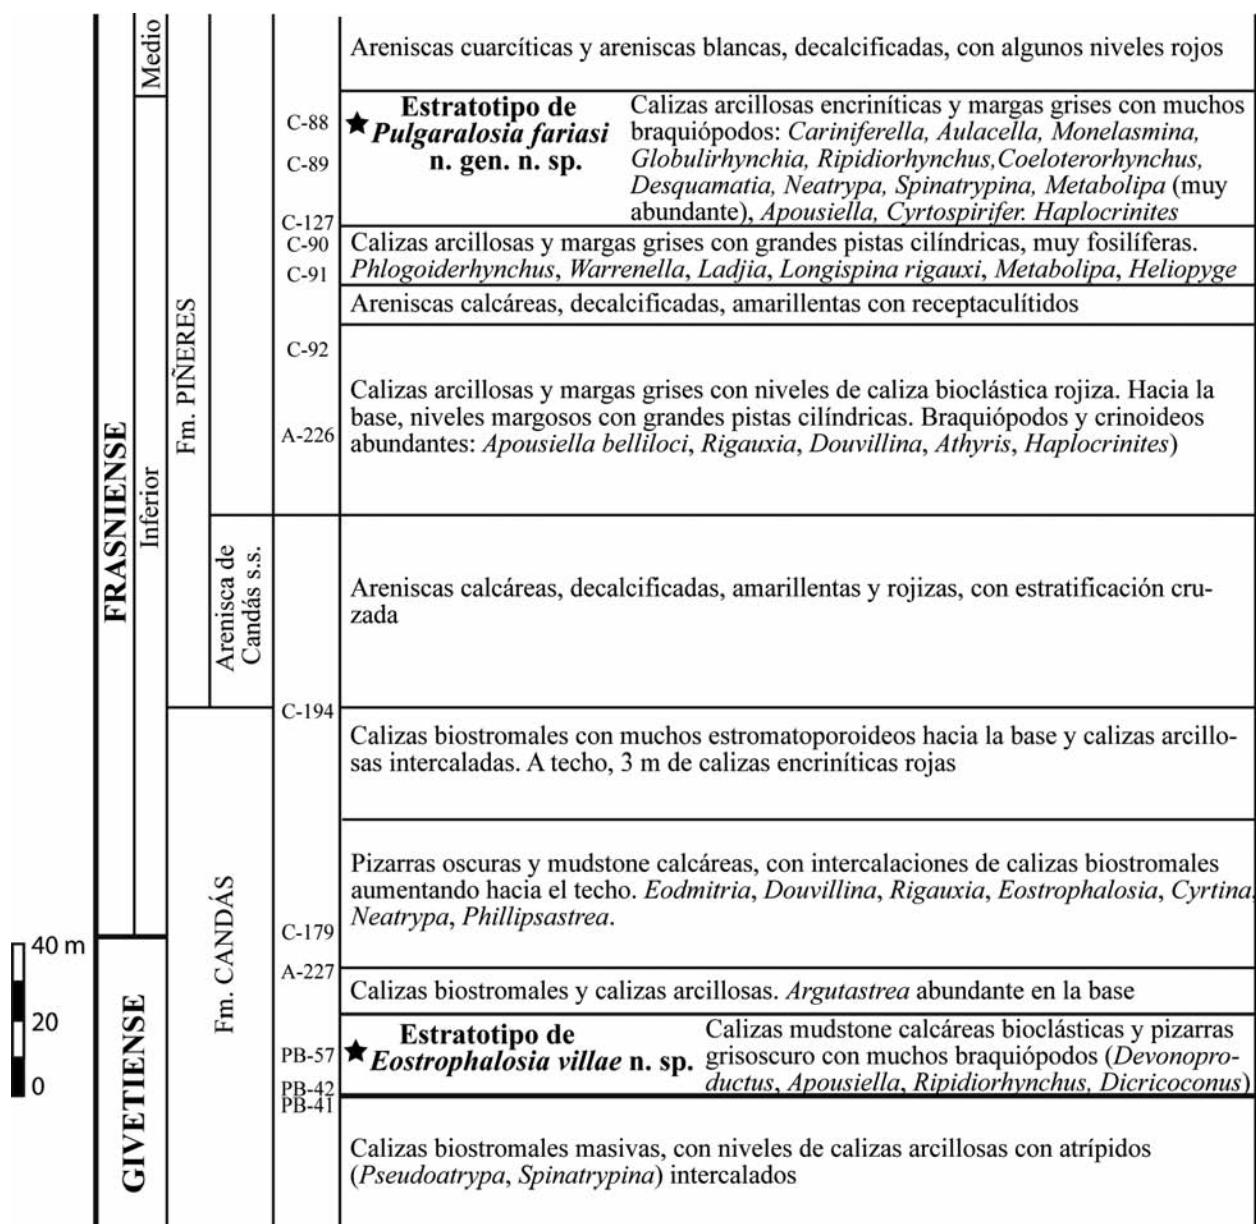 Medio
Areniscas cuarcíticas y areniscas blancas, decalcificadas, con algunos niveles rojos
FRASNIENSE
Inferior
Fm. PIÑERES
C-88
C-89
C-127
★ Estratotipo de
Pulgaralosia fariasi
n. gen. n. sp.
Calizas arcillosas encriníticas y margas grises con muchos
braquiópodos: Cariniferella, Aulacella, Monelasmina,
Globulirhynchia, Ripidiorhynchus,Coeloterorhynchus,
Desquamatia, Neatrypa, Spinatrypina, Metabolipa (muy
abundante), Apousiella, Cyrtospirifer. Haplocrinites
C-90
C-91
Calizas arcillosas y margas grises con grandes pistas cilíndricas, muy fosilíferas.
Phlogoiderhynchus, Warrenella, Ladjia, Longispina rigauxi, Metabolipa, Heliopyge
Areniscas calcáreas, decalcificadas, amarillentas con receptaculítidos
C-92
A-226
Calizas arcillosas y margas grises con niveles de caliza bioclástica rojiza. Hacia la
base, niveles margosos con grandes pistas cilíndricas. Braquiópodos y crinoideos
abundantes: Apousiella belliloci, Rigauxia, Douvillina, Athyris, Haplocrinites)
Arenisca de
Candás s.s.
Areniscas calcáreas, decalcificadas, amarillentas y rojizas, con estratificación cru-
zada
C-194
Fm. CANDÁS
Calizas biostromales con muchos estromatoporoideos hacia la base y calizas arcillo-
sas intercaladas. A techo, 3 m de calizas encriníticas rojas
Pizarras oscuras y mudstone calcáreas, con intercalaciones de calizas biostromales
aumentando hacia el techo. Eodmitria, Douvillina, Rigauxia, Eostrophalosia, Cyrtina,
Neatrypa, Phillipsastrea.
C-179
40 m
20
0
GIVETIENSE
A-227
Calizas biostromales y calizas arcillosas. Argutastrea abundante en la base
PB-57
PB-42
PB-41
★ Estratotipo de
Eostrophalosia villae n. sp.
Calizas mudstone calcáreas bioclásticas y pizarras
grisoscuro con muchos braquiópodos (Devonopro-
ductus, Apousiella, Ripidiorhynchus, Dicricoconus)
Calizas biostromales masivas, con niveles de calizas arcillosas con atrípidos
(Pseudoatrypa, Spinatrypina) intercalados